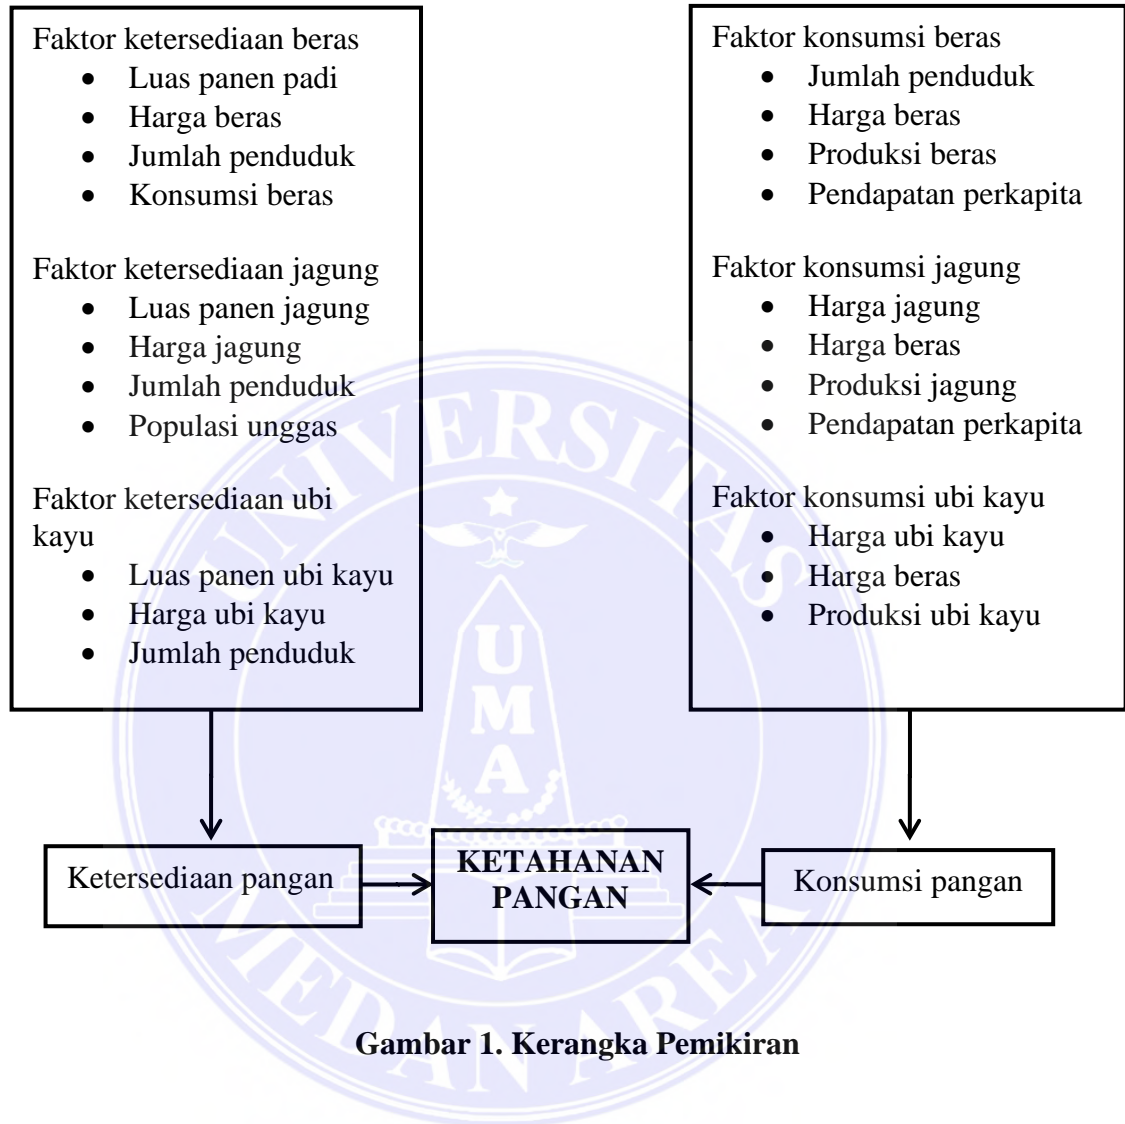 Faktor ketersediaan beras
• Luas panen padi
• Harga beras
• Jumlah penduduk
• Konsumsi beras
Faktor ketersediaan jagung
• Luas panen jagung
• Harga jagung
• Jumlah penduduk
• Populasi unggas
Faktor ketersediaan ubi
kayu
• Luas panen ubi kayu
• Harga ubi kayu
• Jumlah penduduk
Faktor konsumsi beras
• Jumlah penduduk
• Harga beras
• Produksi beras
• Pendapatan perkapita
Faktor konsumsi jagung
• Harga jagung
• Harga beras
• Produksi jagung
• Pendapatan perkapita
Faktor konsumsi ubi kayu
• Harga ubi kayu
• Harga beras
• Produksi ubi kayu
Ketersediaan pangan
KETAHANAN
PANGAN
Konsumsi pangan
Gambar 1. Kerangka Pemikiran
UNIVERSITAS
UMA
MEDAN AREA